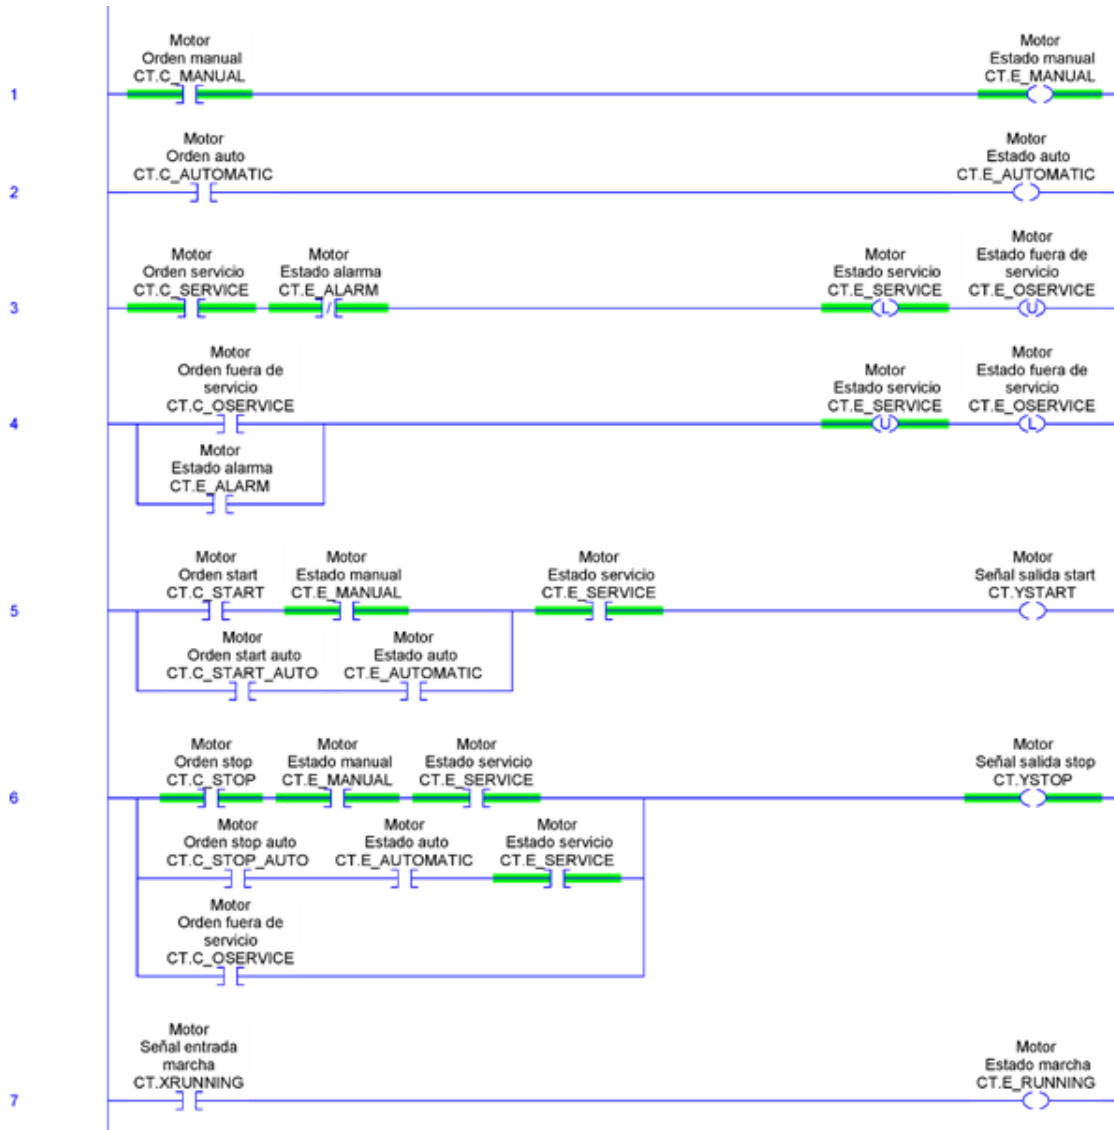 Motor
Orden manual
CT.C_MANUAL
Motor
Estado manual
CT.E_MANUAL
1
Motor
Orden auto
CT.C_AUTOMATIC
Motor
Estado auto
CT.E_AUTOMATIC
2
Motor
Orden servicio
CT.C_SERVICE
Motor
Estado alarma
CT.E_ALARM
Motor
Estado servicio
CT.E_SERVICE
Motor
Estado fuera de
servicio
CT.E_OSERVICE
3
/
L
U
Motor
Orden fuera de
servicio
CT.C_OSERVICE
Motor
Estado servicio
CT.E_SERVICE
Motor
Estado fuera de
servicio
CT.E_OSERVICE
4
U
L
Motor
Estado alarma
CT.E_ALARM
Motor
Orden start
CT.C_START
Motor
Estado manual
CT.E_MANUAL
Motor
Estado servicio
CT.E_SERVICE
Motor
Señal salida start
CT.YSTART
5
Motor
Orden start auto
CT.C_START_AUTO
Motor
Estado auto
CT.E_AUTOMATIC
Motor
Orden stop
CT.C_STOP
Motor
Estado manual
CT.E_MANUAL
Motor
Estado servicio
CT.E_SERVICE
Motor
Señal salida stop
CT.YSTOP
6
Motor
Orden stop auto
CT.C_STOP_AUTO
Motor
Estado auto
CT.E_AUTOMATIC
Motor
Estado servicio
CT.E_SERVICE
Motor
Orden fuera de
servicio
CT.C_OSERVICE
Motor
Señal entrada
marcha
CT.XRUNNING
Motor
Estado marcha
CT.E_RUNNING
7